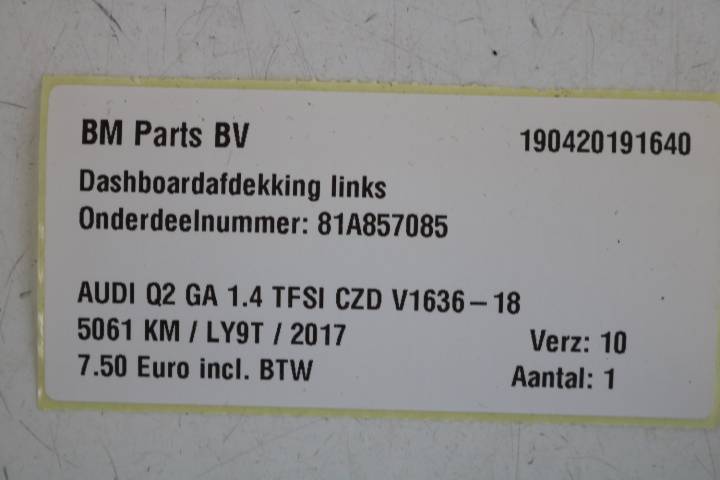 BM Parts BV 190420191640
Dashboardafdekking links
Onderdeelnummer: 81A857085
AUDI Q2 GA 1.4 TFSI CZD V1636-18
5061 KM / LY9T / 2017 Verz: 10
7.50 Euro incl. BTW Aantal: 1